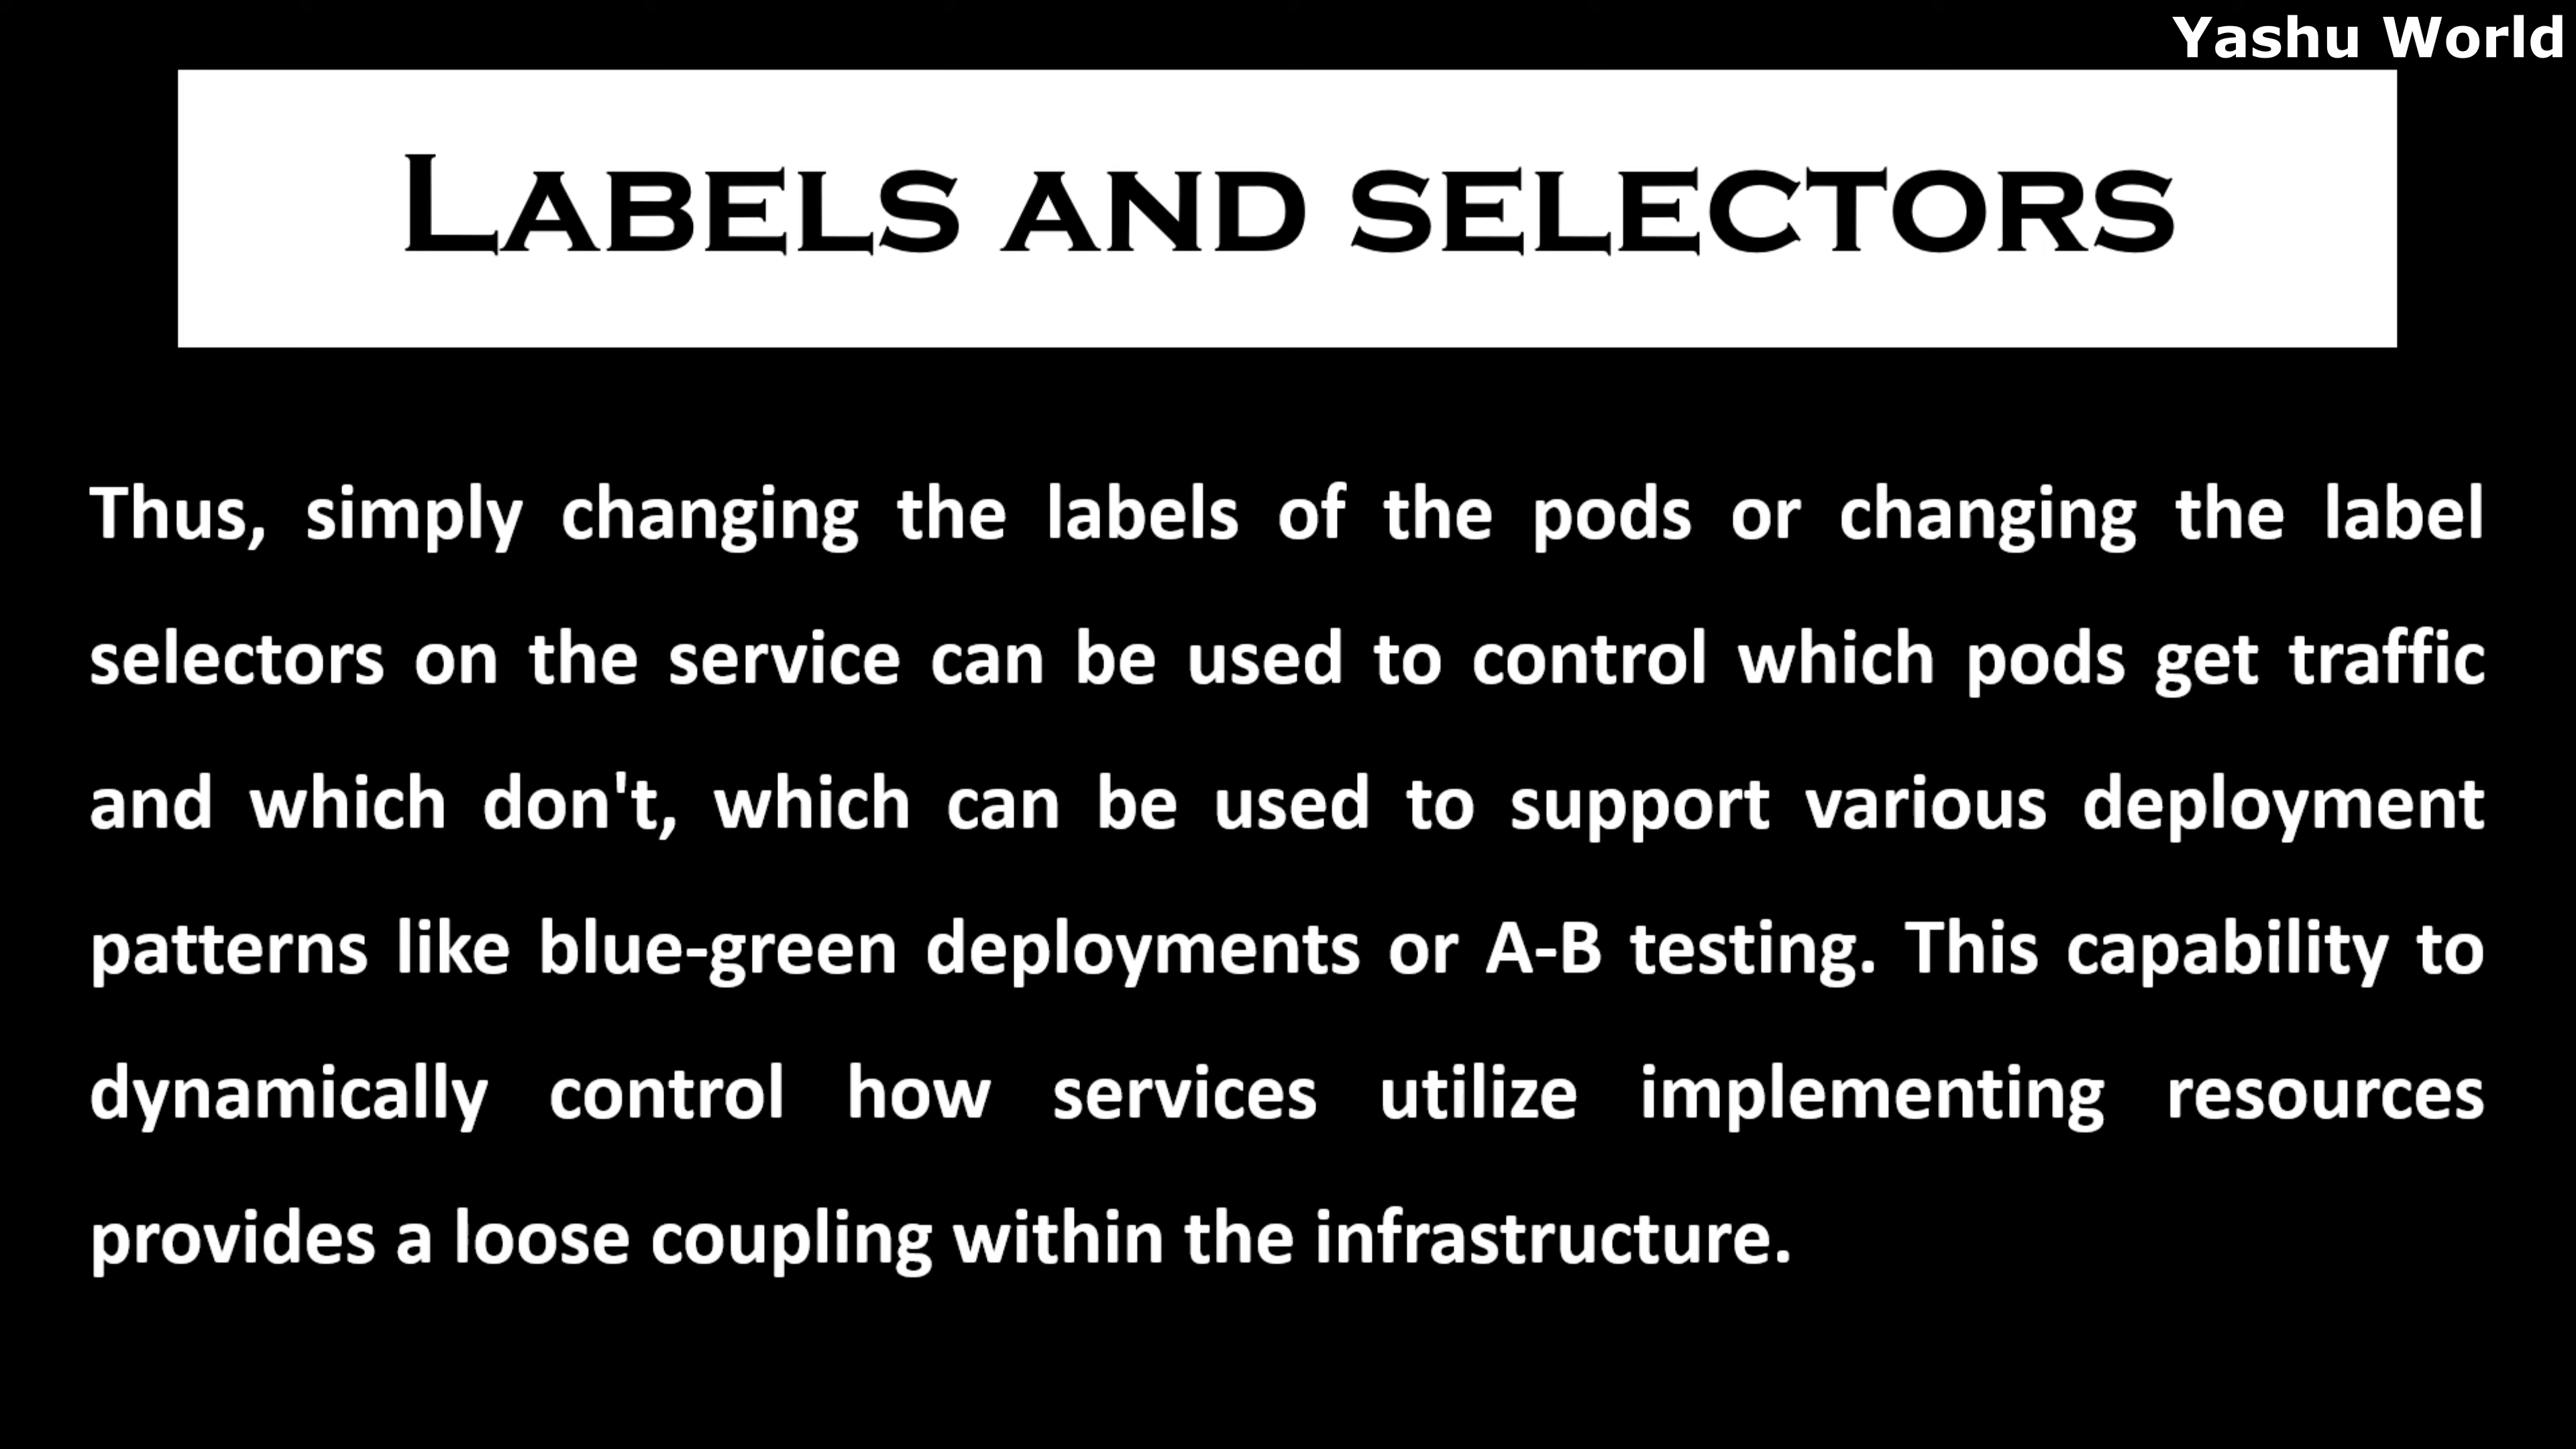 Yashu World
LABELS AND SELECTORS
Thus, simply changing the labels of the pods or changing the label
selectors on the service can be used to control which pods get traffic
and which don't, which can be used to support various deployment
patterns like blue-green deployments or A-B testing. This capability to
dynamically control how services utilize implementing resources
provides a loose coupling within the infrastructure.